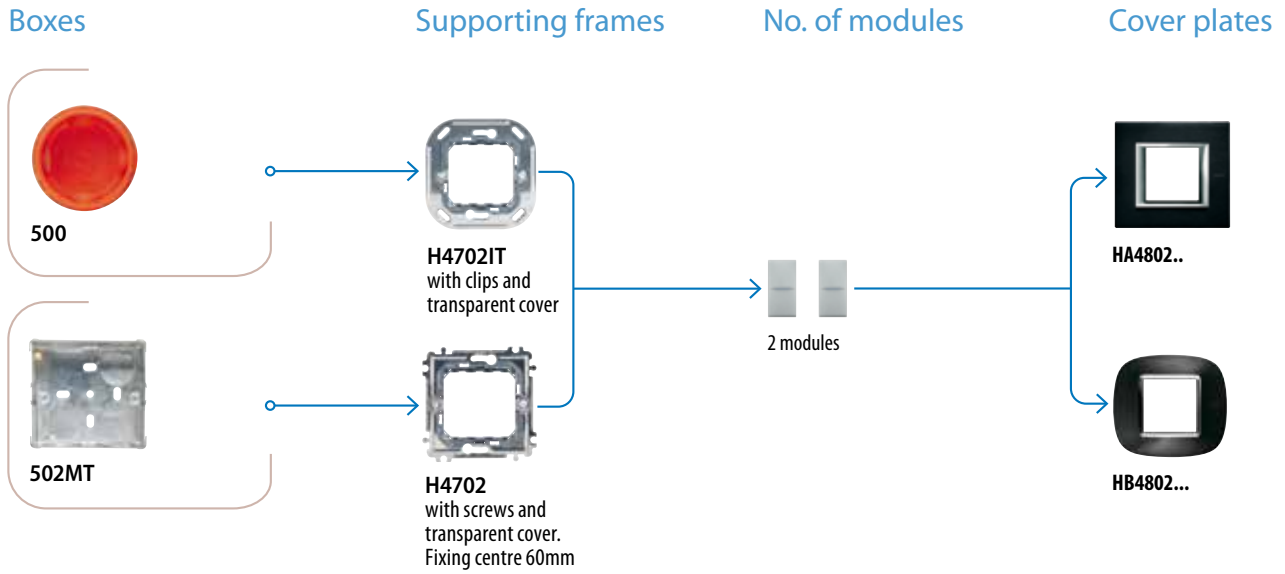 Boxes
Supporting frames
No. of modules
Cover plates
500
H4702IT
with clips and
transparent cover
HA4802..
2 modules
502MT
H4702
with screws and
transparent cover.
Fixing centre 60mm
HB4802...